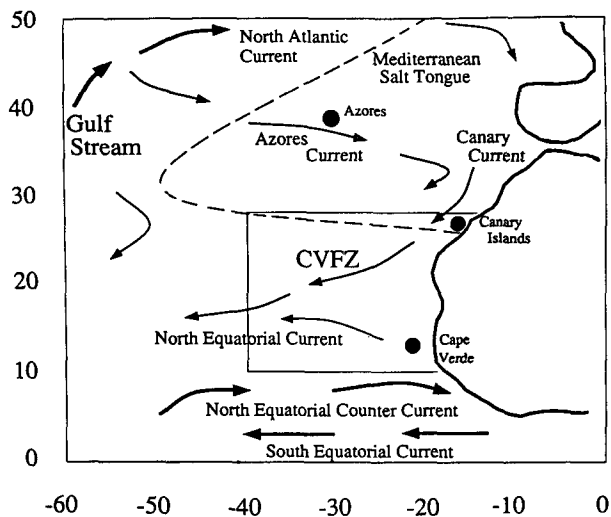 50
North Atlantic
Current
Mediterranean
Salt Tongue
40
Azores
Gulf
Stream
Azores
Current
Canary
Current
30
Canary
Islands
CVFZ
20
North Equatorial Current
Cape
Verde
10
North Equatorial Counter Current
South Equatorial Current
0
-60
-50
-40
-30
-20
-10
0